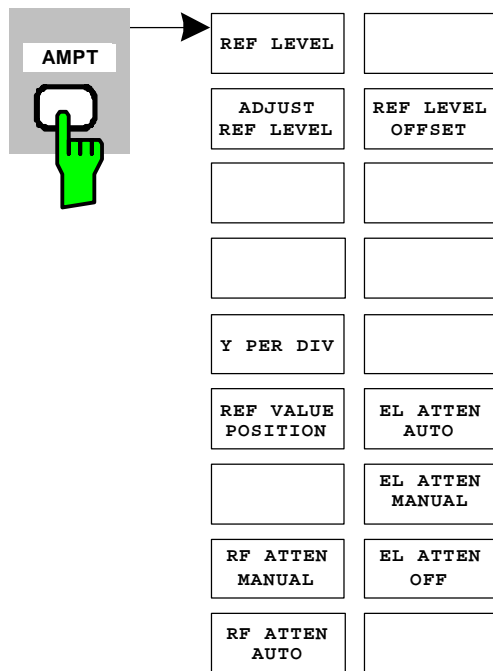 AMPT
REF LEVEL
ADJUST
REF LEVEL
REF LEVEL
OFFSET
Y PER DIV
REF VALUE
POSITION
EL ATTEN
AUTO
EL ATTEN
MANUAL
RF ATTEN
MANUAL
EL ATTEN
OFF
RF ATTEN
AUTO